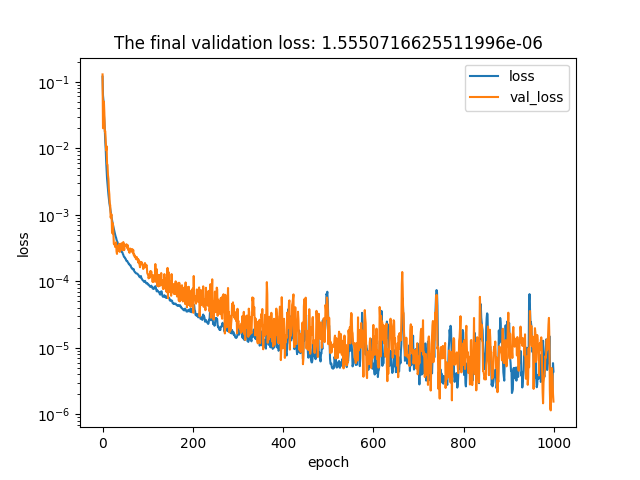 The final validation loss: 1.5550716625511996e-06
loss
val_loss
10⁻¹
10⁻²
10⁻³
10⁻⁴
10⁻⁵
10⁻⁶
loss
0 200 400 600 800 1000
epoch